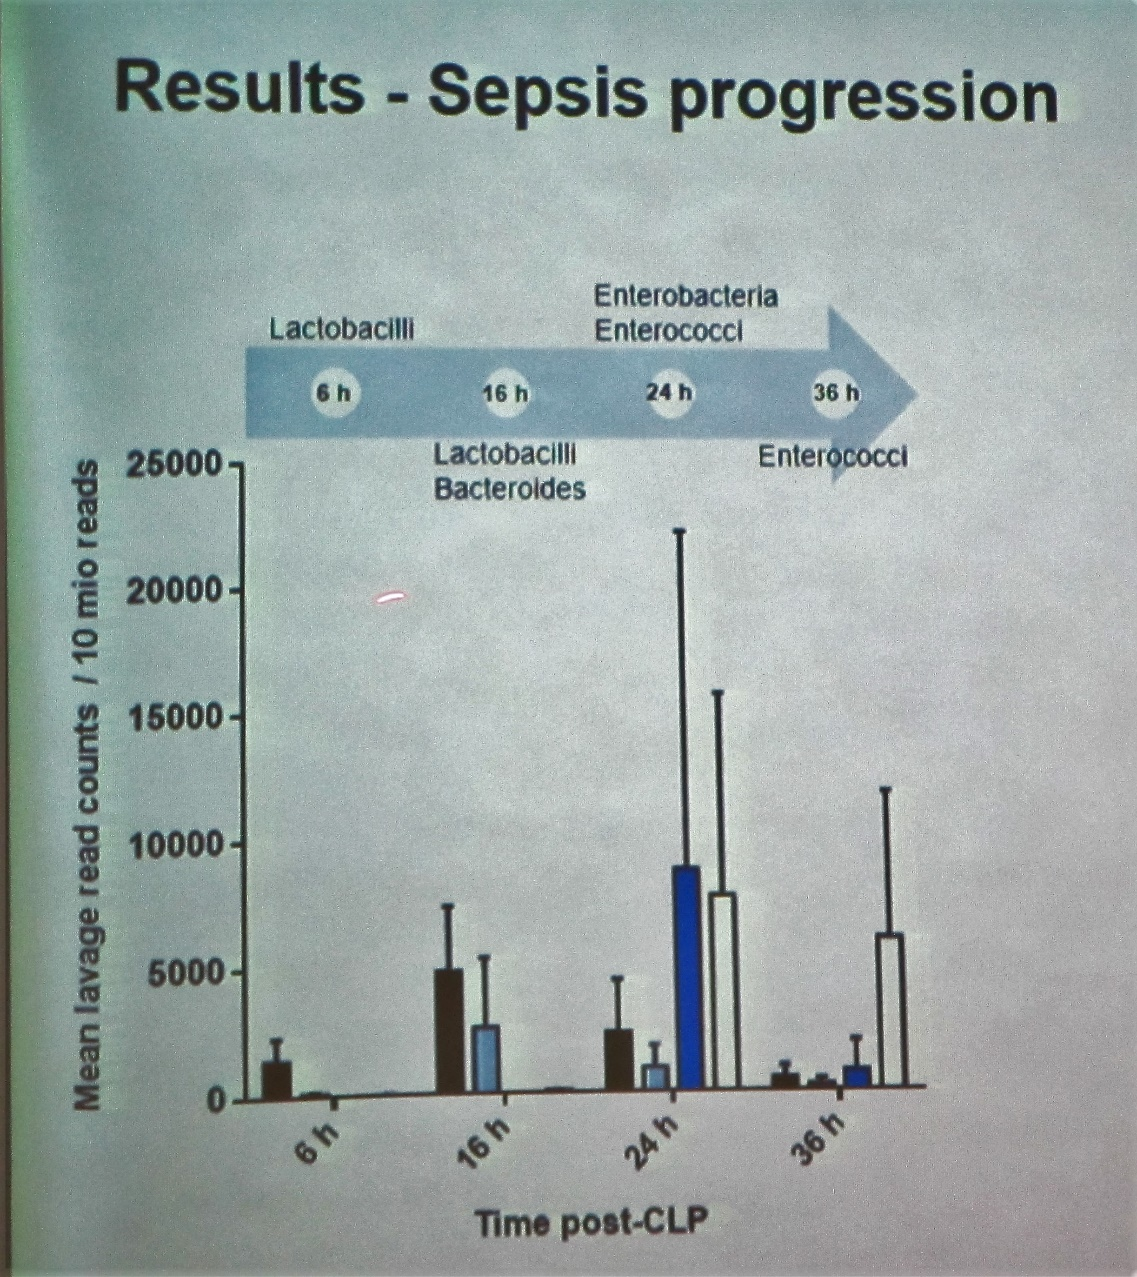 Results - Sepsis progression
Enterobacteria
Lactobacilli
Enterococci
6 h
16 h
24 h
36 h
Lactobacilli
Enterococci
Bacteroides
Mean lavage read counts / 10 mio reads
25000
20000
15000
10000
5000
0
6 h
16 h
24 h
36 h
Time post-CLP